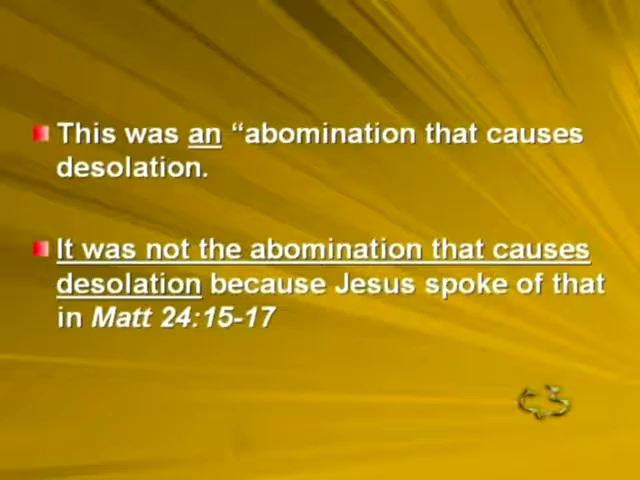 This was an “abomination that causes
desolation.
It was not the abomination that causes
desolation because Jesus spoke of that
in Matt 24:15-17